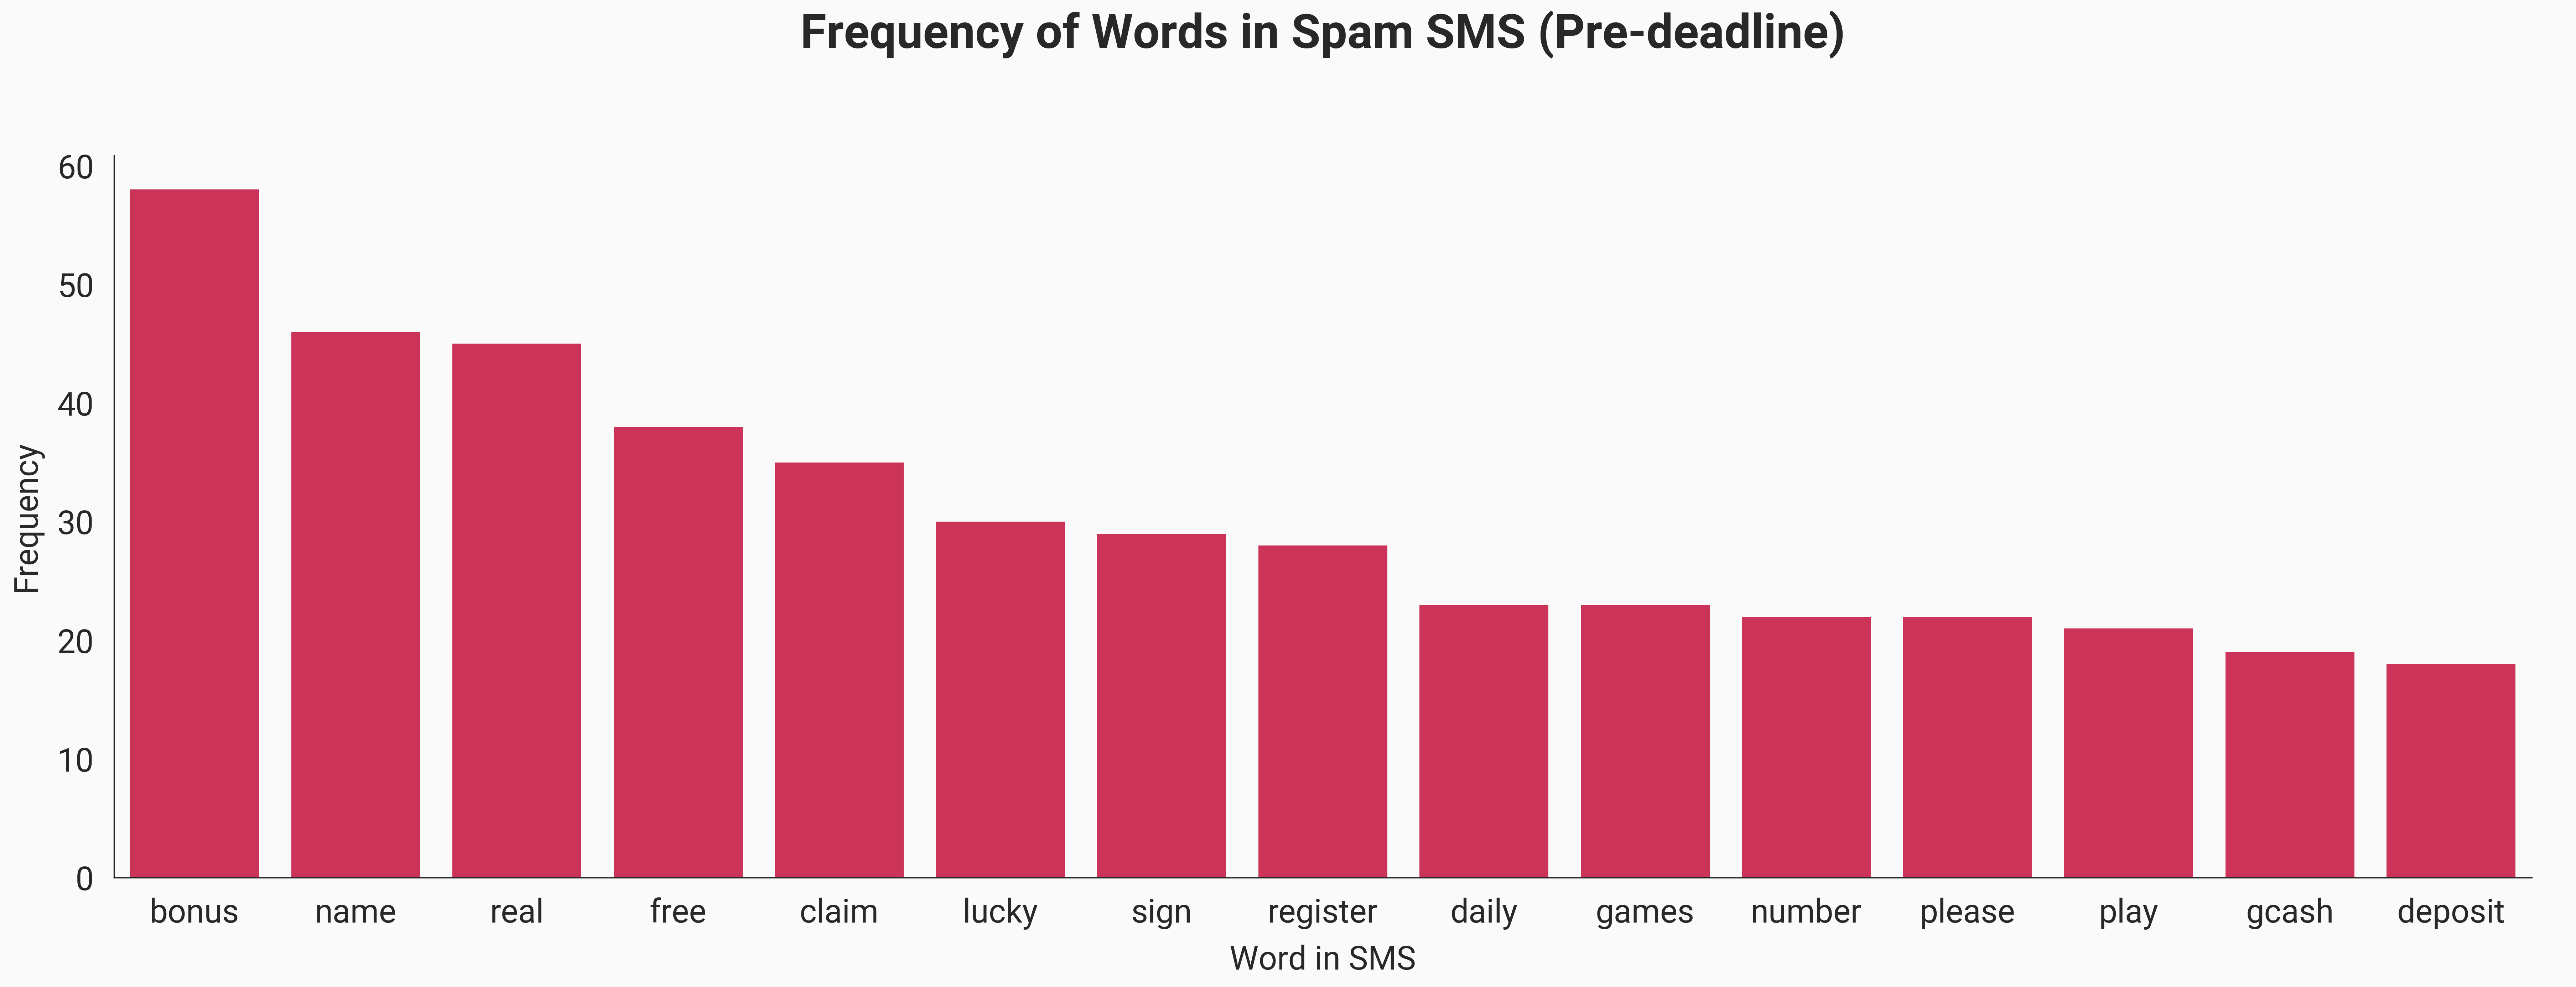 Frequency of Words in Spam SMS (Pre-deadline)
60
50
40
30
20
10
0
Frequency
bonus name real free claim lucky sign register daily games number please play gcash deposit
Word in SMS